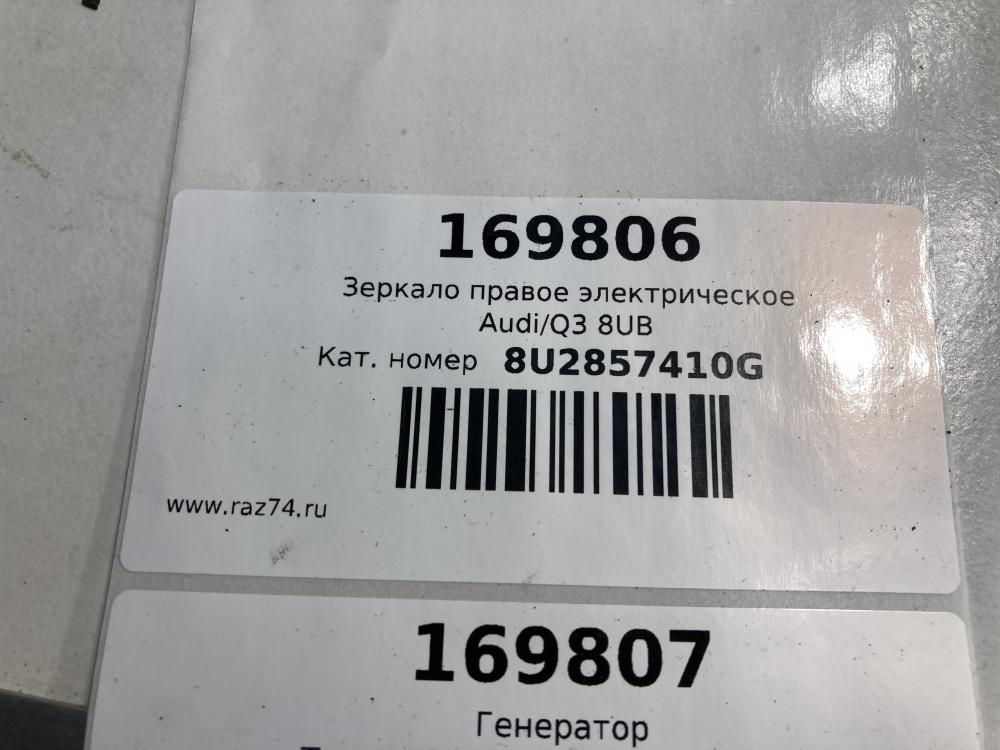 169806
Зеркало правое электрическое
Audi/Q3 8UB
Кат. номер 8U2857410G
www.raz74.ru
169807
Генератор